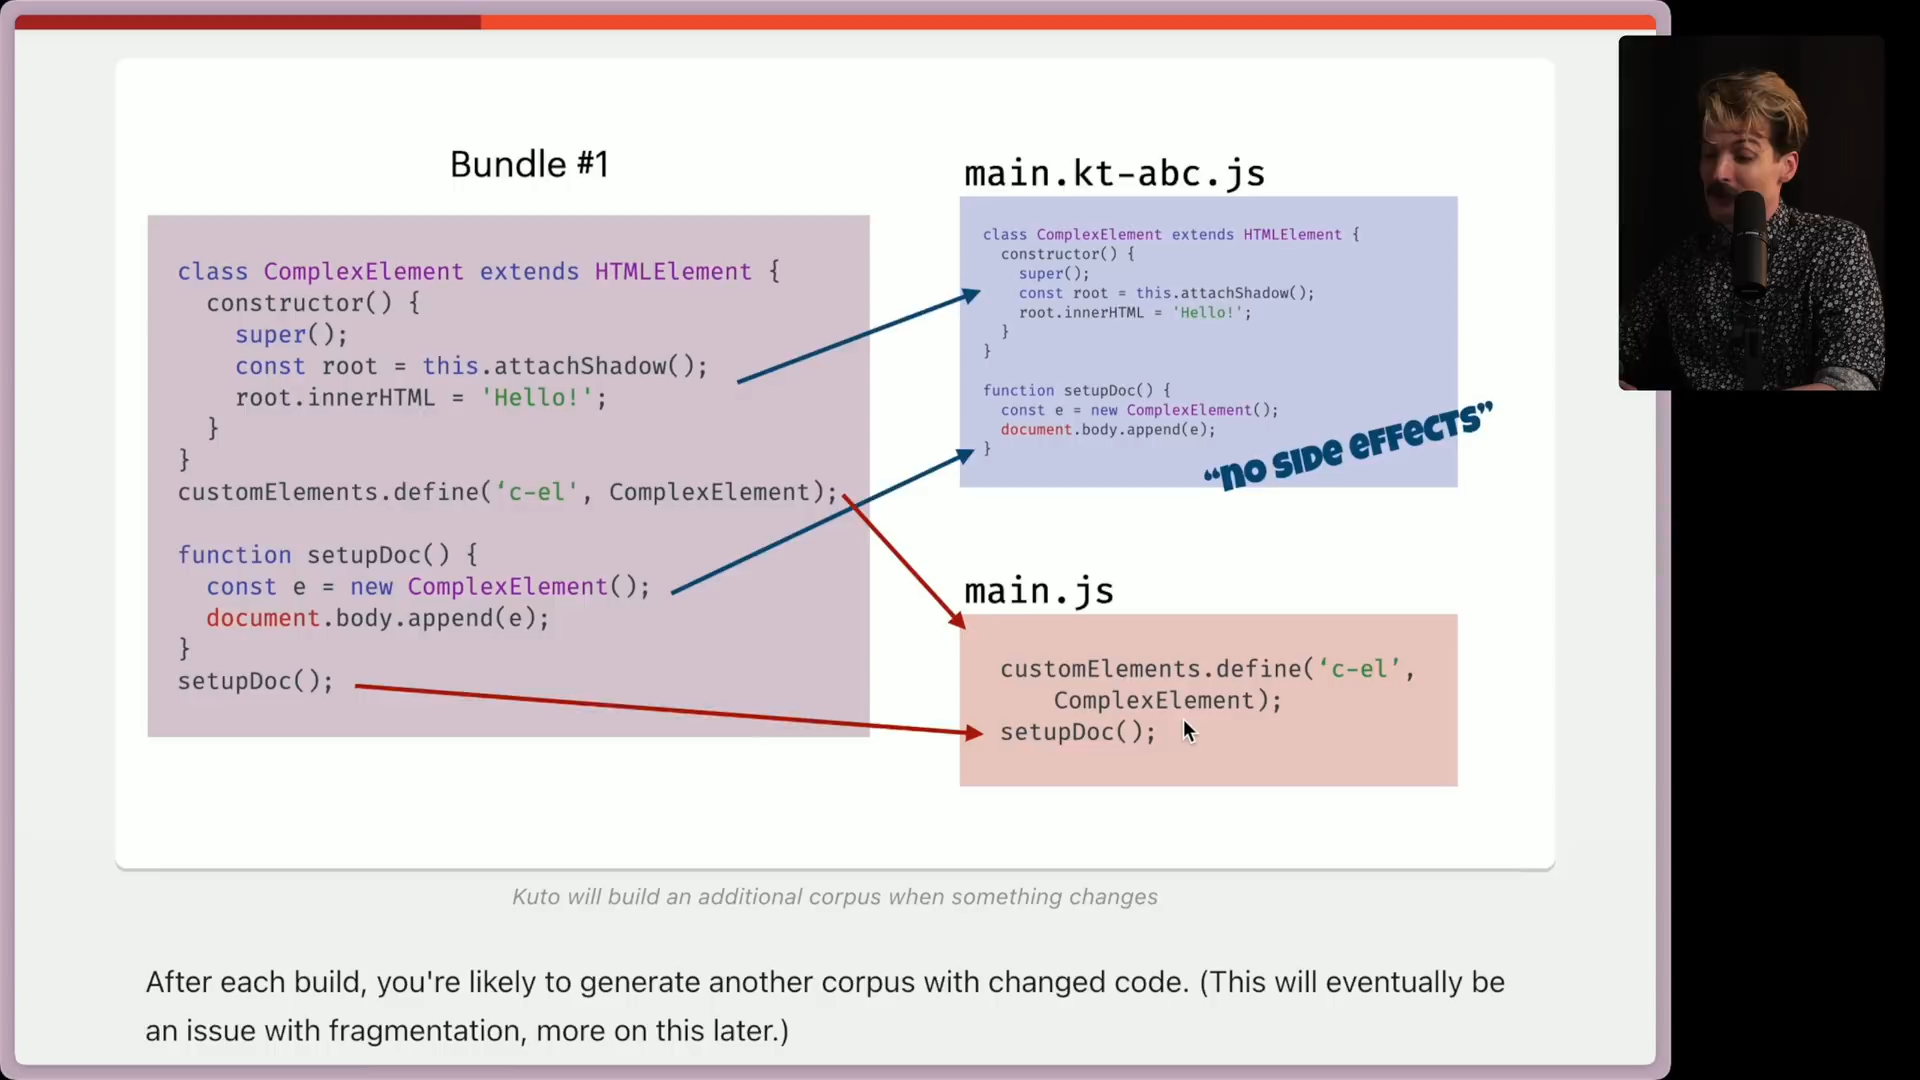 Bundle #1
class ComplexElement extends HTMLElement {
  constructor() {
    super();
    const root = this.attachShadow();
    root.innerHTML = 'Hello!';
  }
}
customElements.define(‘c-el', ComplexElement);

function setupDoc() {
  const e = new ComplexElement();
  document.body.append(e);
}
setupDoc();
main.kt-abc.js
class ComplexElement extends HTMLElement {
  constructor() {
    super();
    const root = this.attachShadow();
    root.innerHTML = 'Hello!';
  }
}

function setupDoc() {
  const e = new ComplexElement();
  document.body.append(e);
}
“no side effects”
main.js
customElements.define(‘c-el’,
    ComplexElement);
setupDoc();
Kuto will build an additional corpus when something changes
After each build, you're likely to generate another corpus with changed code. (This will eventually be
an issue with fragmentation, more on this later.)